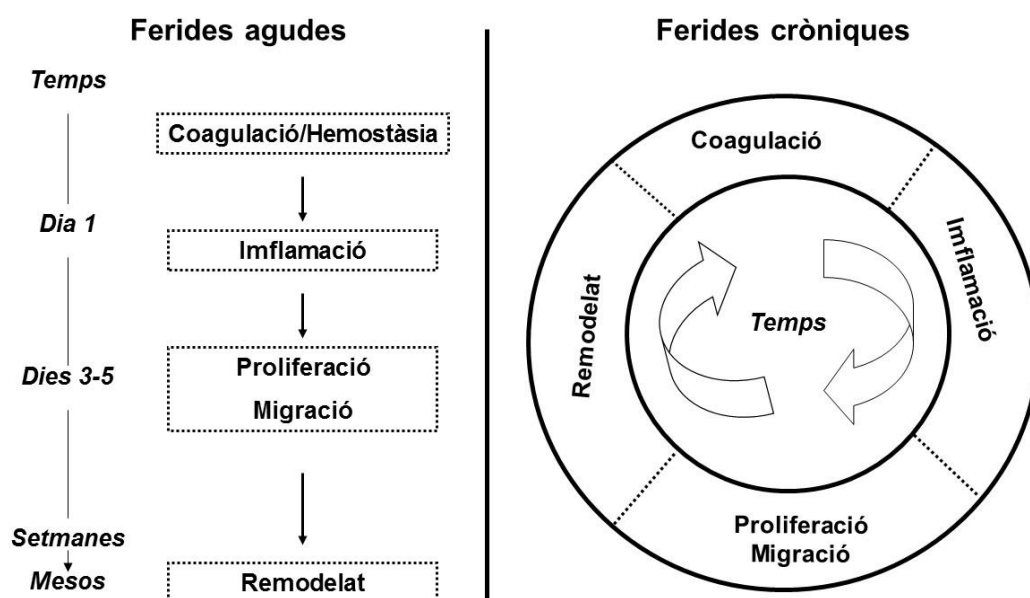 Ferides agudes
Temps
Coagulació/Hemostàsia
Dia 1
Imflamació
Dies 3-5
Proliferació
Migració
Setmanes
Mesos
Remodelat
Ferides cròniques
Coagulació
Imflamació
Proliferació
Migració
Remodelat
Temps